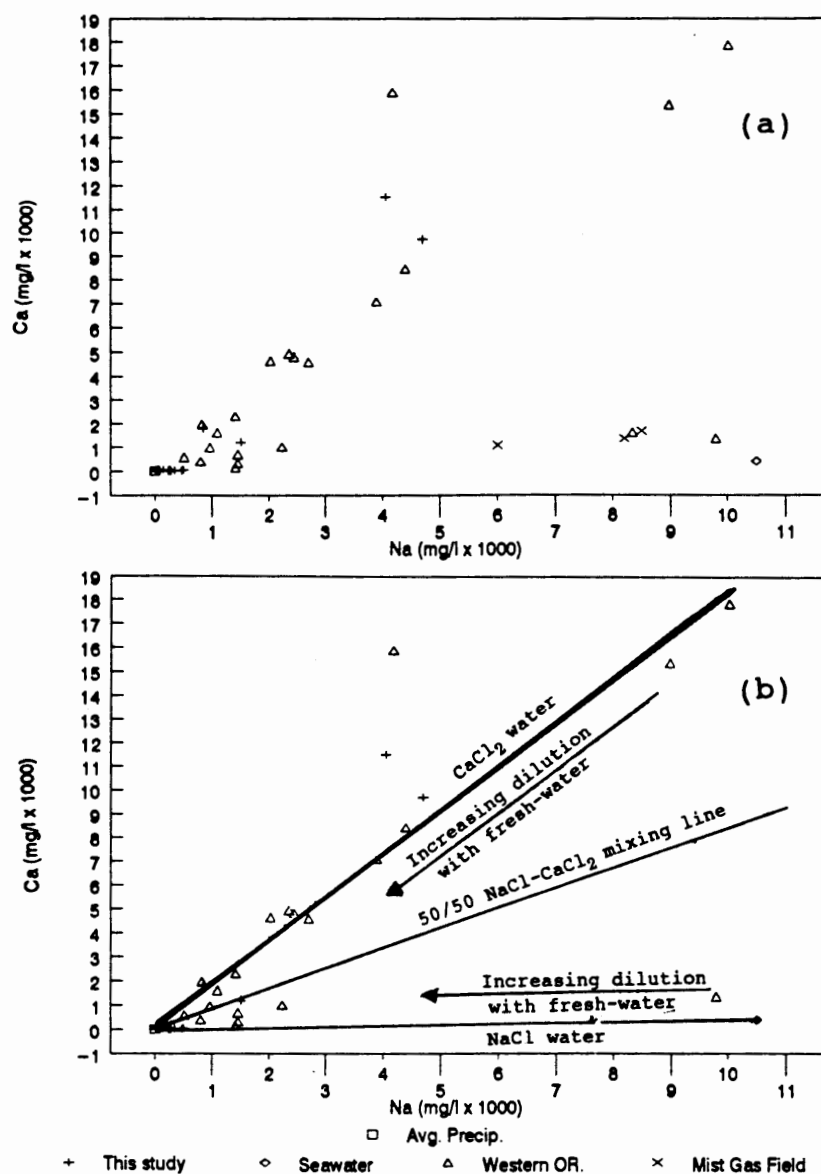 19
18
17
16
15
14
13
12
11
10
9
8
7
6
5
4
3
2
1
0
−1
Ca (mg/l x 1000)
(a)
0 1 2 3 4 5 6 7 8 9 10 11
Na (mg/l x 1000)
19
18
17
16
15
14
13
12
11
10
9
8
7
6
5
4
3
2
1
0
−1
Ca (mg/l x 1000)
(b)
CaCl₂ water
Increasing dilution
with fresh-water
50/50 NaCl-CaCl₂ mixing line
Increasing dilution
with fresh-water
NaCl water
0 1 2 3 4 5 6 7 8 9 10 11
Na (mg/l x 1000)
□ Avg. Precip.
+ This study ◇ Seawater △ Western OR. × Mist Gas Field